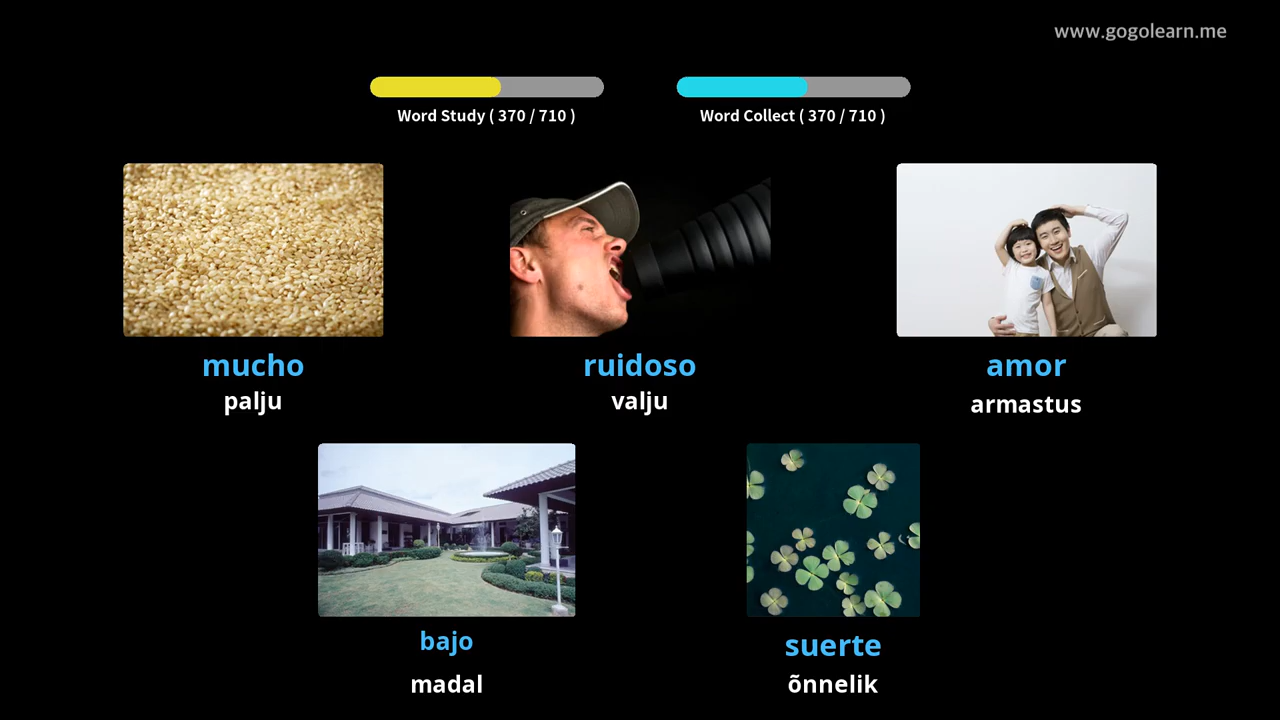 www.gogolearn.me
Word Study ( 370 / 710 )
Word Collect ( 370 / 710 )
mucho
palju
ruidoso
valju
amor
armastus
bajo
madal
suerte
õnnelik